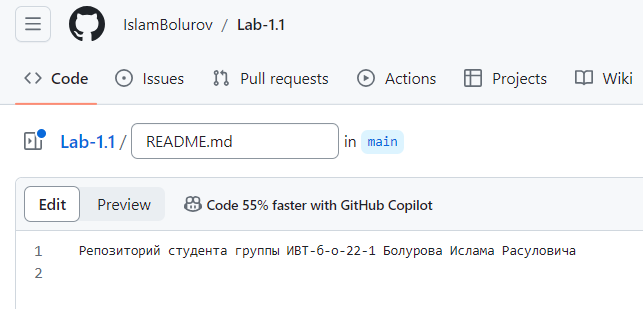 IslamBolurov / Lab-1.1
Code Issues Pull requests Actions Projects Wiki
Lab-1.1 / README.md in main
Edit Preview Code 55% faster with GitHub Copilot
1 Репозиторий студента группы ИВТ-б-о-22-1 Болурова Ислама Расуловича
2